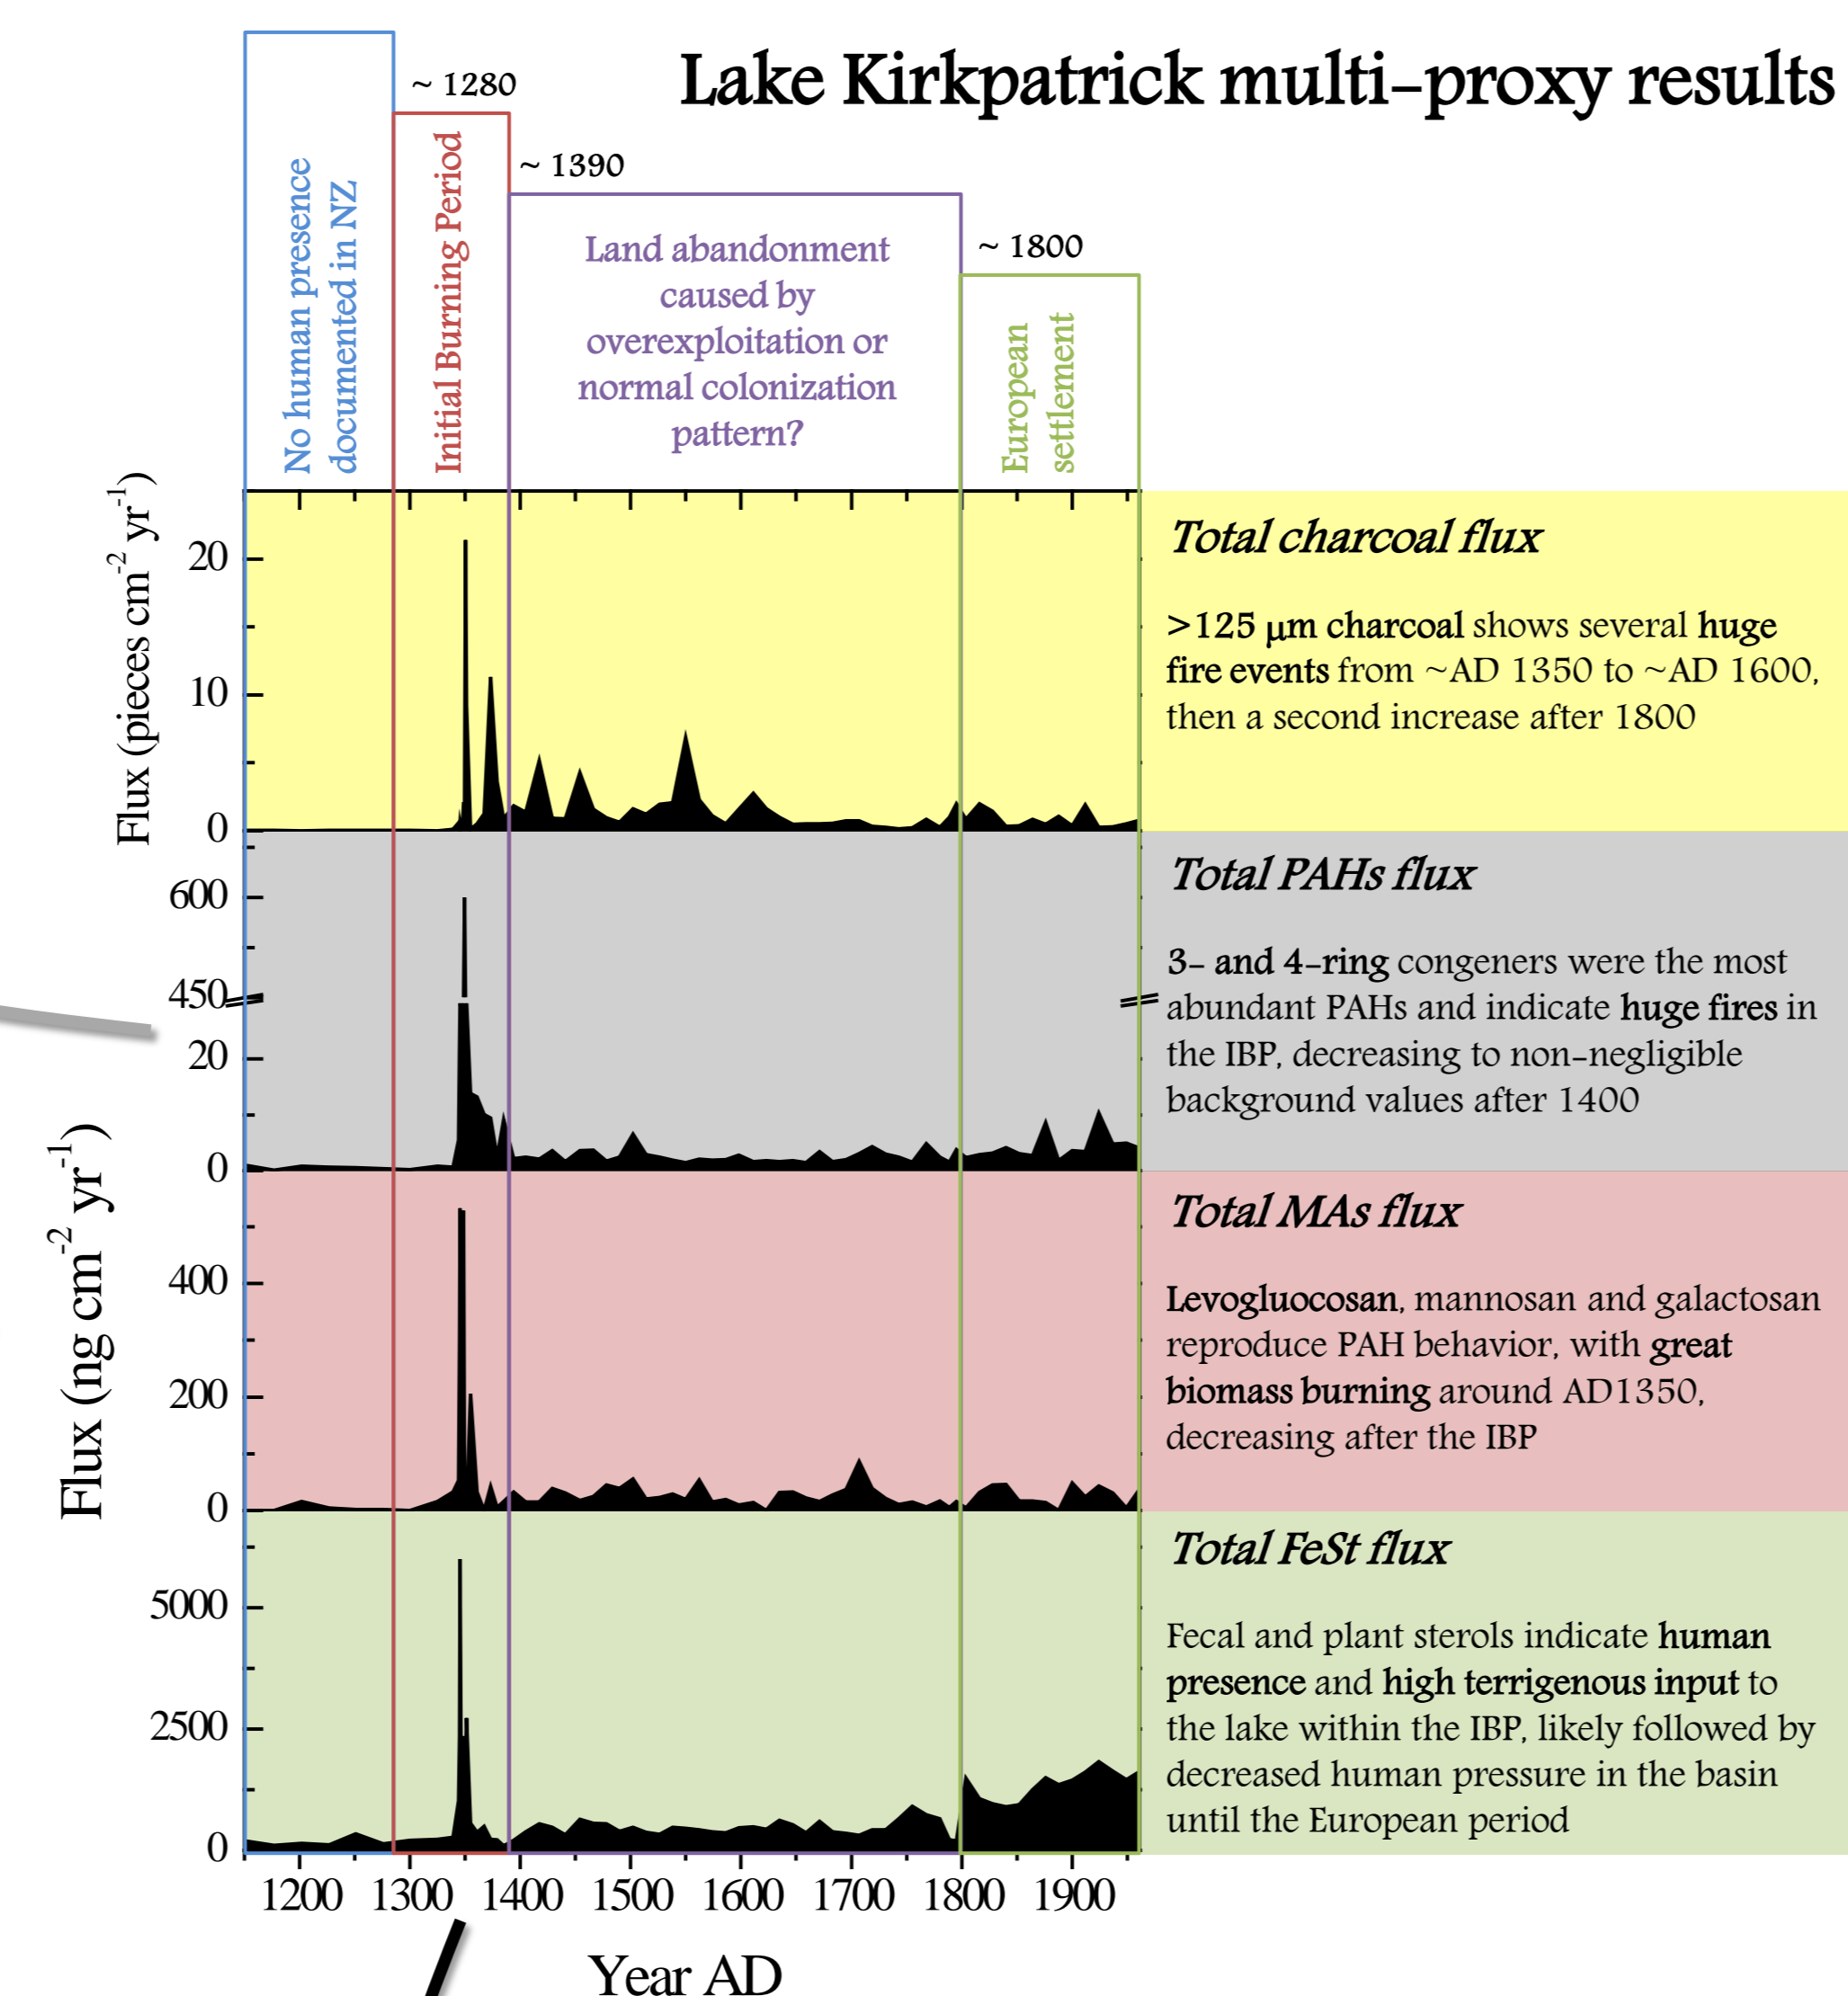 Lake Kirkpatrick multi-proxy results
~ 1280
~ 1390
~ 1800
No human presence
documented in NZ
Initial Burning Period
Land abandonment
caused by
overexploitation or
normal colonization
pattern?
European
settlement
Flux (pieces cm⁻² yr⁻¹)
20
10
0
Total charcoal flux
>125 μm charcoal shows several huge
fire events from ~AD 1350 to ~AD 1600,
then a second increase after 1800
Flux (ng cm⁻² yr⁻¹)
600
450
20
0
Total PAHs flux
3- and 4-ring congeners were the most
abundant PAHs and indicate huge fires in
the IBP, decreasing to non-negligible
background values after 1400
400
200
0
Total MAs flux
Levogluocosan, mannosan and galactosan
reproduce PAH behavior, with great
biomass burning around AD1350,
decreasing after the IBP
5000
2500
0
Total FeSt flux
Fecal and plant sterols indicate human
presence and high terrigenous input to
the lake within the IBP, likely followed by
decreased human pressure in the basin
until the European period
1200 1300 1400 1500 1600 1700 1800 1900
Year AD